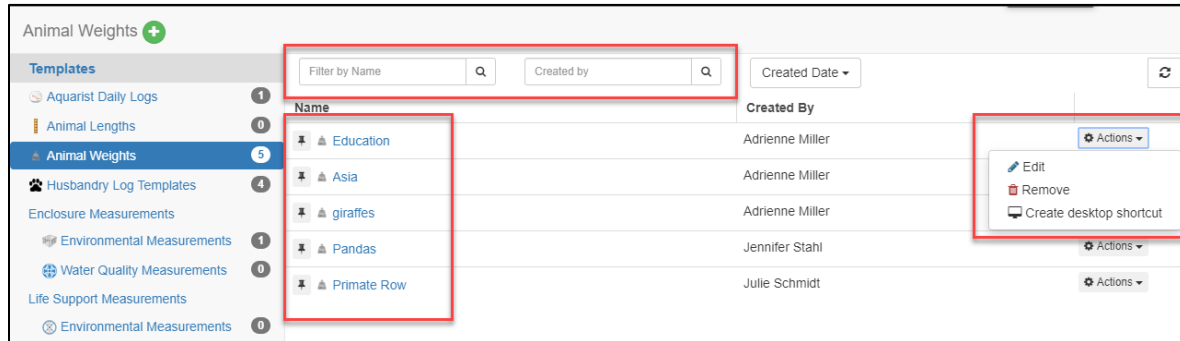 Animal Weights
Templates
Aquarist Daily Logs 1
Animal Lengths 0
Animal Weights 5
Husbandry Log Templates 4
Enclosure Measurements
Environmental Measurements 1
Water Quality Measurements 0
Life Support Measurements
Environmental Measurements 0
Filter by Name Created by Created Date
Name Created By
Education Adrienne Miller Actions
Asia Adrienne Miller
giraffes Adrienne Miller
Pandas Jennifer Stahl Actions
Primate Row Julie Schmidt Actions
Edit
Remove
Create desktop shortcut